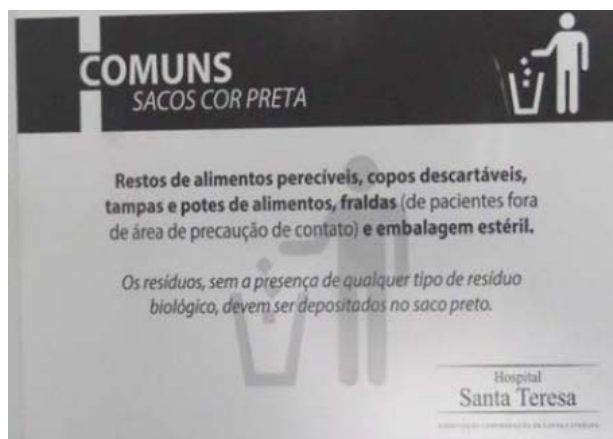 COMUNS
SACOS COR PRETA
Restos de alimentos perecíveis, copos descartáveis,
tampas e potes de alimentos, fraldas (de pacientes fora
de área de precaução de contato) e embalagem estéril.
Os resíduos, sem a presença de qualquer tipo de resíduo
biológico, devem ser depositados no saco preto.
Hospital
Santa Teresa